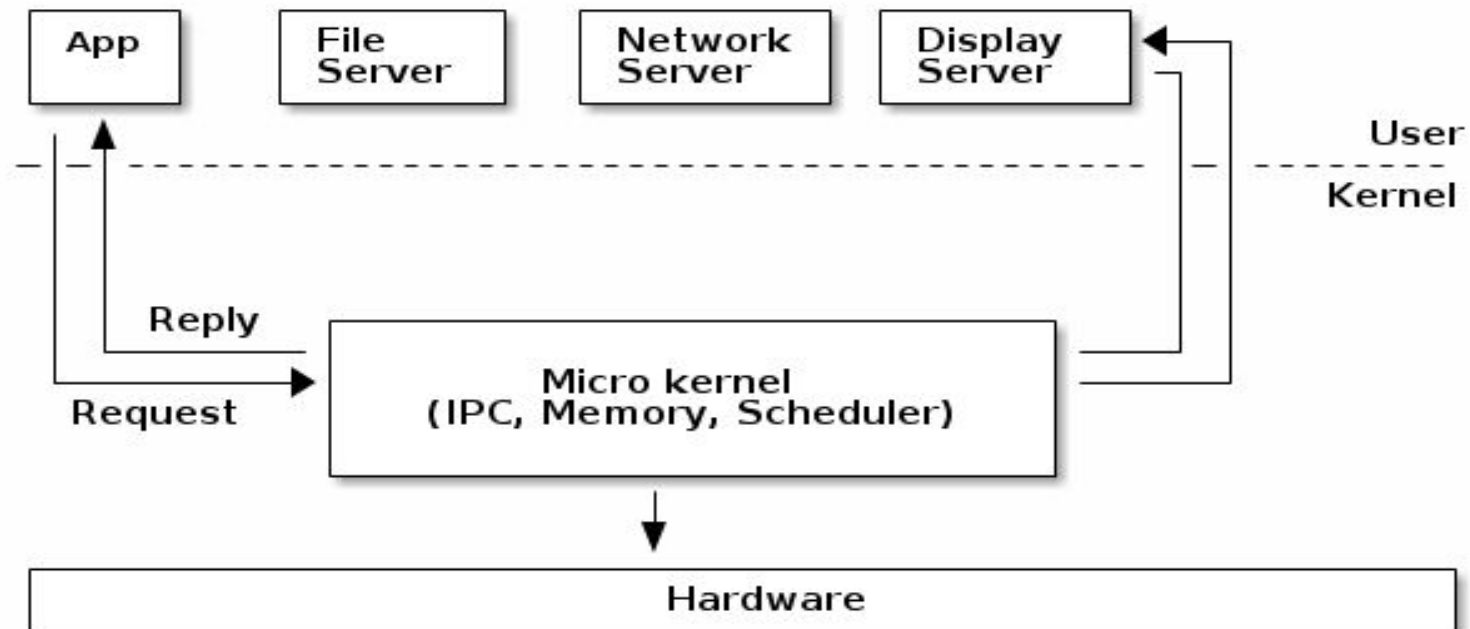 App
File
Server
Network
Server
Display
Server
User
Kernel
Reply
Request
Micro kernel
(IPC, Memory, Scheduler)
Hardware